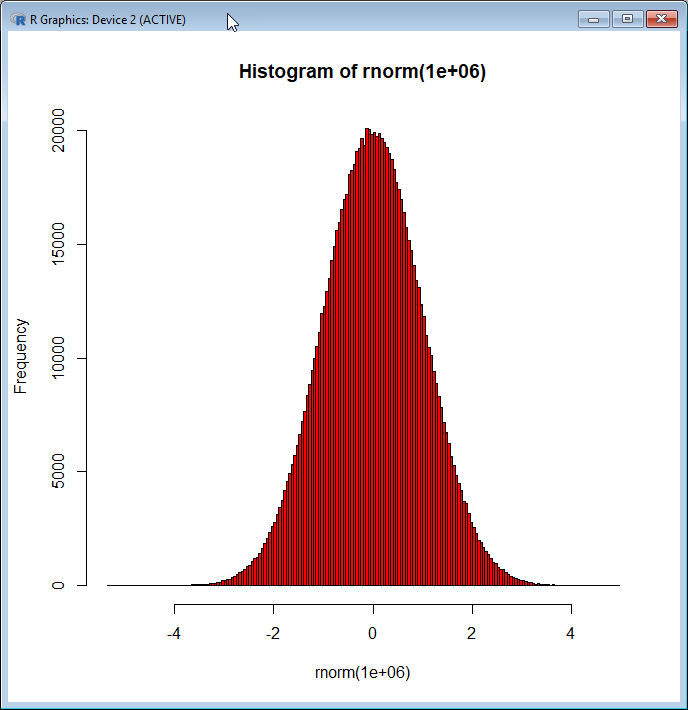 R Graphics: Device 2 (ACTIVE)
Histogram of rnorm(1e+06)
20000
15000
10000
5000
0
Frequency
-4 -2 0 2 4
rnorm(1e+06)